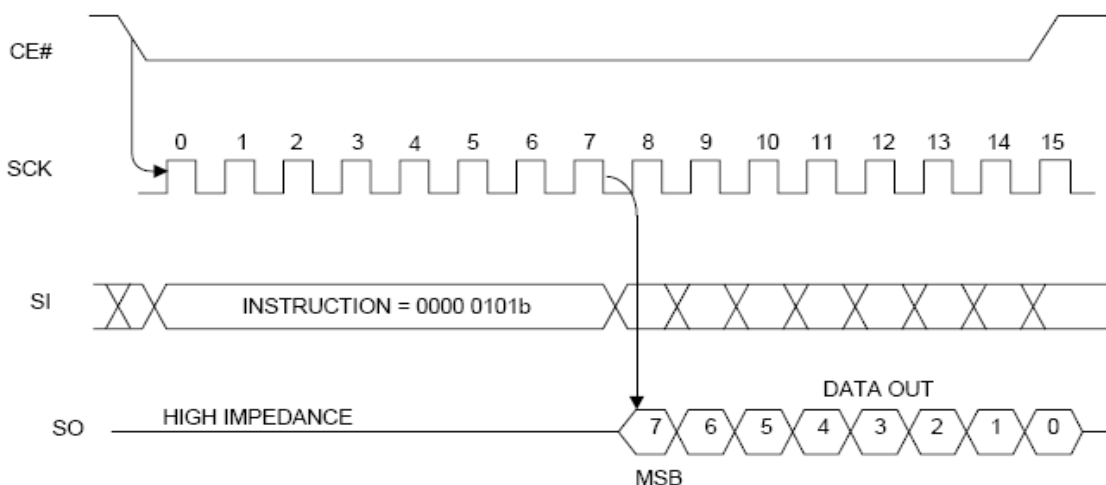 CE#
0 1 2 3 4 5 6 7 8 9 10 11 12 13 14 15
SCK
SI INSTRUCTION = 0000 0101b
DATA OUT
HIGH IMPEDANCE
SO 7 6 5 4 3 2 1 0
MSB